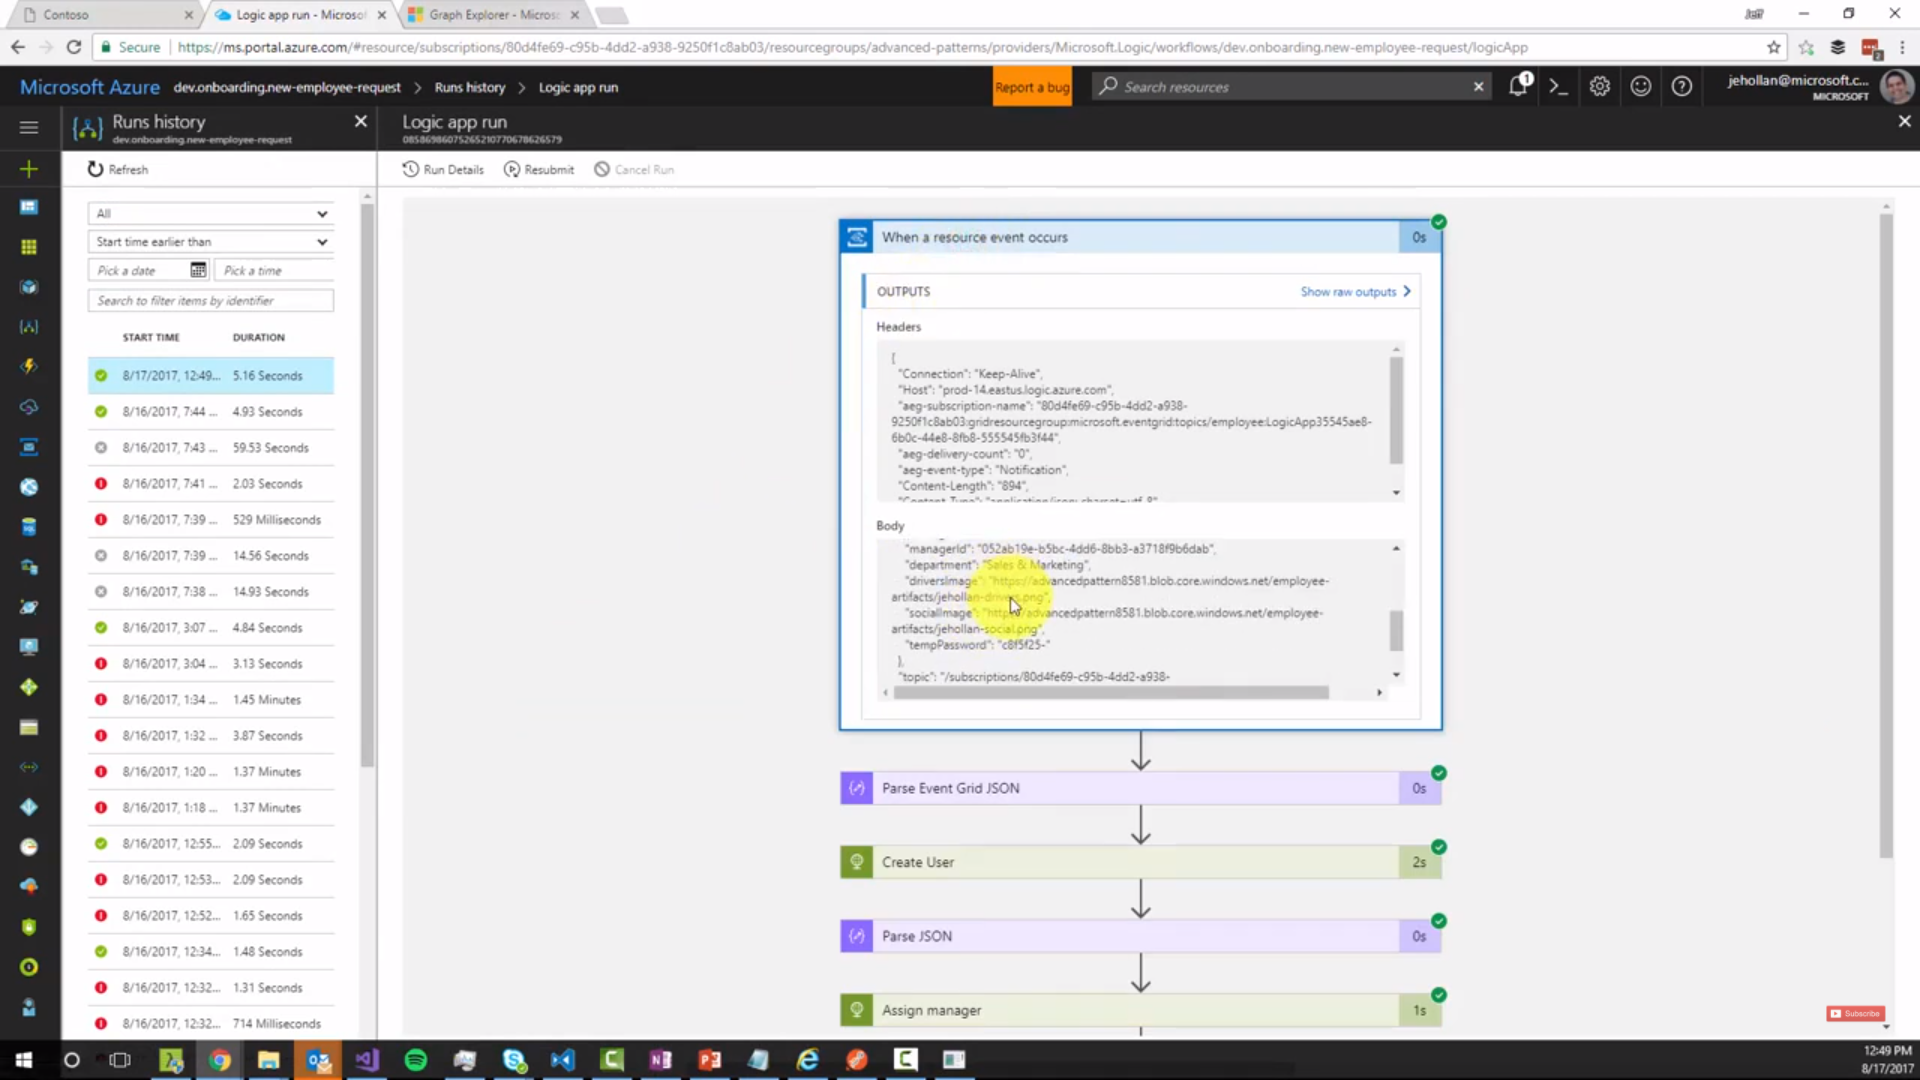 Contoso
Logic app run - Microsof
Graph Explorer - Microso
Jeff
Secure
https://ms.portal.azure.com/#resource/subscriptions/80d4fe69-c95b-4dd2-a938-9250f1c8ab03/resourcegroups/advanced-patterns/providers/Microsoft.Logic/workflows/dev.onboarding.new-employee-request/logicApp
Microsoft Azure dev.onboarding.new-employee-request > Runs history > Logic app run
Report a bug
Search resources
1
jehollan@microsoft.c...
MICROSOFT
Runs history
dev.onboarding.new-employee-request
Logic app run
08586986075265210770678626579
Refresh
Run Details
Resubmit
Cancel Run
All
Start time earlier than
Pick a date
Pick a time
Search to filter items by identifier
START TIME DURATION
8/17/2017, 12:49... 5.16 Seconds
8/16/2017, 7:44 ... 4.93 Seconds
8/16/2017, 7:43 ... 59.53 Seconds
8/16/2017, 7:41 ... 2.03 Seconds
8/16/2017, 7:39 ... 529 Milliseconds
8/16/2017, 7:39 ... 14.56 Seconds
8/16/2017, 7:38 ... 14.93 Seconds
8/16/2017, 3:07 ... 4.84 Seconds
8/16/2017, 3:04 ... 3.13 Seconds
8/16/2017, 1:34 ... 1.45 Minutes
8/16/2017, 1:32 ... 3.87 Seconds
8/16/2017, 1:20 ... 1.37 Minutes
8/16/2017, 1:18 ... 1.37 Minutes
8/16/2017, 12:55... 2.09 Seconds
8/16/2017, 12:53... 2.09 Seconds
8/16/2017, 12:52... 1.65 Seconds
8/16/2017, 12:34... 1.48 Seconds
8/16/2017, 12:32... 1.31 Seconds
8/16/2017, 12:32... 714 Milliseconds
When a resource event occurs 0s
OUTPUTS
Show raw outputs
Headers
{
"Connection": "Keep-Alive",
"Host": "prod-14.eastus.logic.azure.com",
"aeg-subscription-name": "80d4fe69-c95b-4dd2-a938-
9250f1c8ab03:gridresourcegroup:microsoft.eventgrid:topics/employee:LogicApp35545ae8-
6b0c-44e8-8fb8-555545fb3f44",
"aeg-delivery-count": "0",
"aeg-event-type": "Notification",
"Content-Length": "894",
"Content-Type": "application/json; charset=utf-8"
Body
"managerId": "052ab19e-b5bc-4dd6-8bb3-a3718f9b6dab",
"department": "Sales & Marketing",
"driversImage": "https://advancedpattern8581.blob.core.windows.net/employee-
artifacts/jehollan-drivers.png",
"socialImage": "https://advancedpattern8581.blob.core.windows.net/employee-
artifacts/jehollan-social.png",
"tempPassword": "c8f5f25-"
},
"topic": "/subscriptions/80d4fe69-c95b-4dd2-a938-
Parse Event Grid JSON 0s
Create User 2s
Parse JSON 0s
Assign manager 1s
Subscribe
12:49 PM
8/17/2017